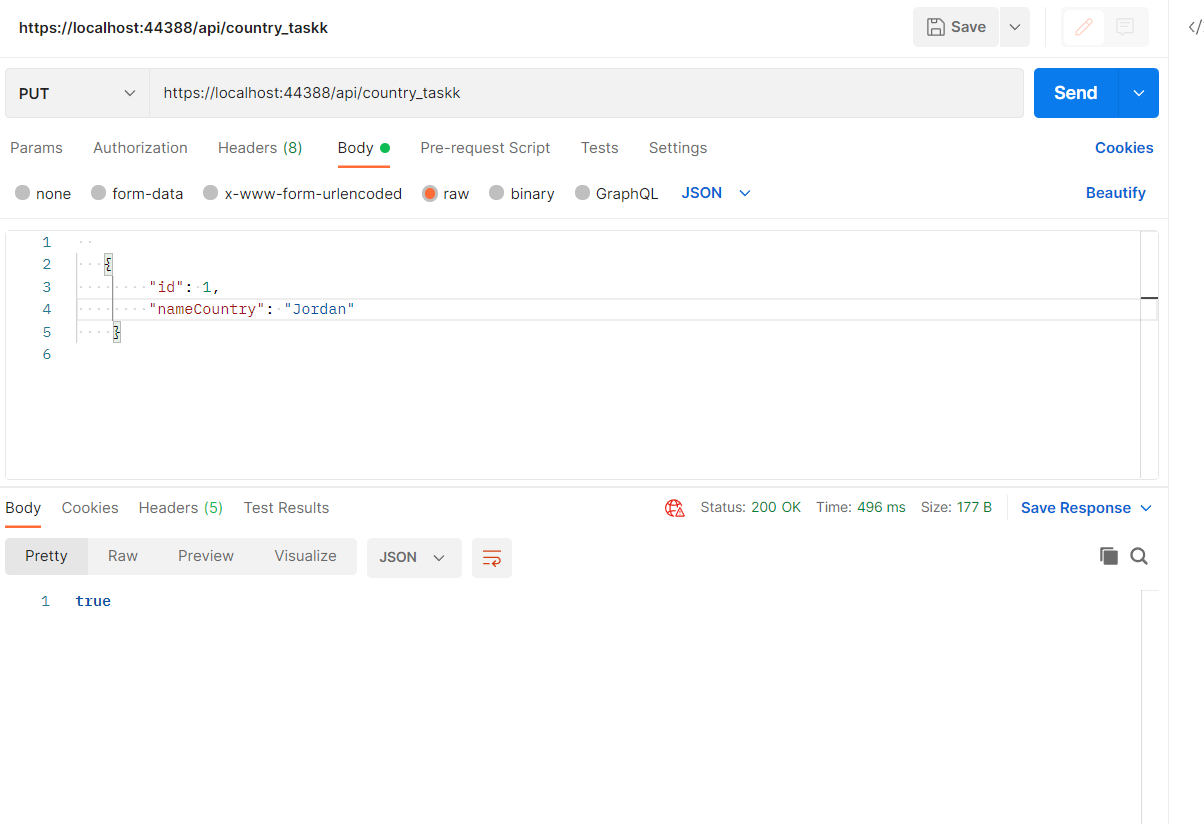 https://localhost:44388/api/country_taskk
Save
PUT https://localhost:44388/api/country_taskk Send
Params Authorization Headers (8) Body Pre-request Script Tests Settings Cookies
none form-data x-www-form-urlencoded raw binary GraphQL JSON Beautify
1
2 {
3 "id": 1,
4 "nameCountry": "Jordan"
5 }
6
Body Cookies Headers (5) Test Results Status: 200 OK Time: 496 ms Size: 177 B Save Response
Pretty Raw Preview Visualize JSON
1 true